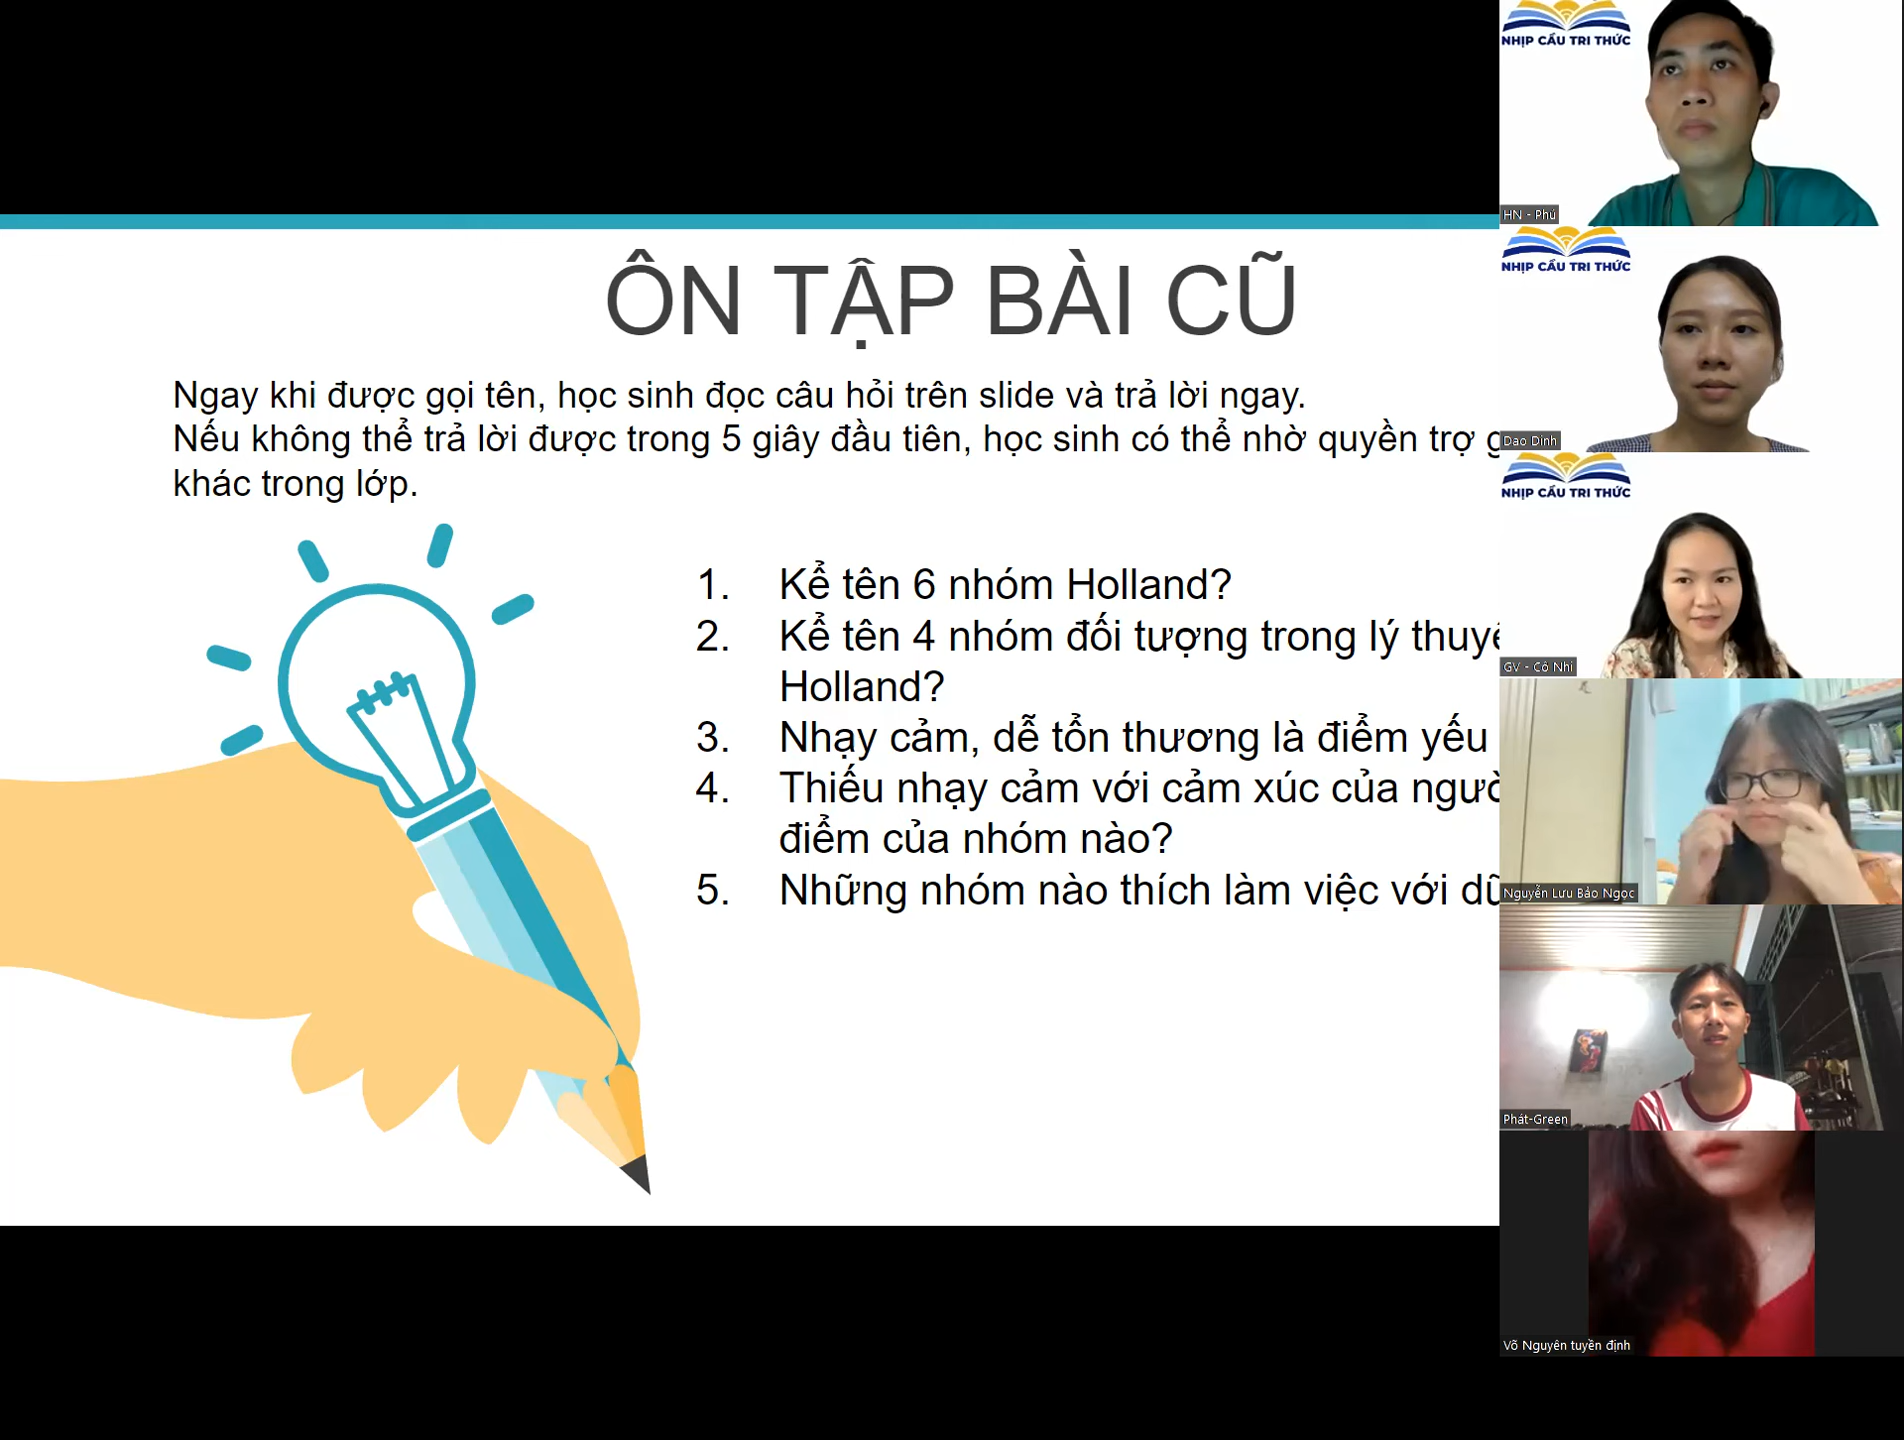 ÔN TẬP BÀI CŨ
Ngay khi được gọi tên, học sinh đọc câu hỏi trên slide và trả lời ngay.
Nếu không thể trả lời được trong 5 giây đầu tiên, học sinh có thể nhờ quyền trợ
khác trong lớp.
1. Kể tên 6 nhóm Holland?
2. Kể tên 4 nhóm đối tượng trong lý
Holland?
3. Nhạy cảm, dễ tổn thương là điểm yếu
4. Thiếu nhạy cảm với cảm xúc của
điểm của nhóm nào?
5. Những nhóm nào thích làm việc với
NHỊP CẦU TRI THỨC
HN - Phú
NHỊP CẦU TRI THỨC
Dao Dinh
NHỊP CẦU TRI THỨC
GV - Cô Nhi
Nguyễn Lưu Bảo Ngọc
Phát-Green
Võ Nguyên tuyền định